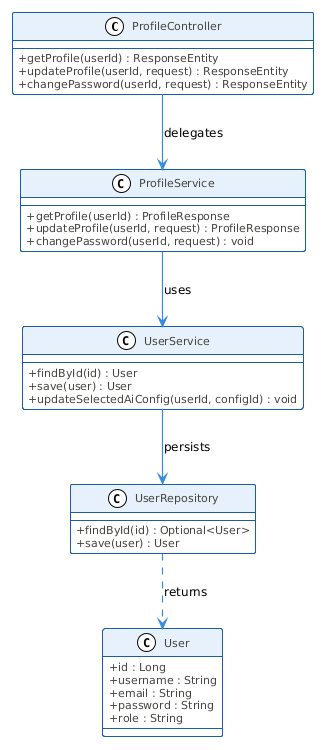 C ProfileController
+getProfile(userId) : ResponseEntity
+updateProfile(userId, request) : ResponseEntity
+changePassword(userId, request) : ResponseEntity
delegates
C ProfileService
+getProfile(userId) : ProfileResponse
+updateProfile(userId, request) : ProfileResponse
+changePassword(userId, request) : void
uses
C UserService
+findById(id) : User
+save(user) : User
+updateSelectedAiConfig(userId, configId) : void
persists
C UserRepository
+findById(id) : Optional<User>
+save(user) : User
returns
C User
+id : Long
+username : String
+email : String
+password : String
+role : String